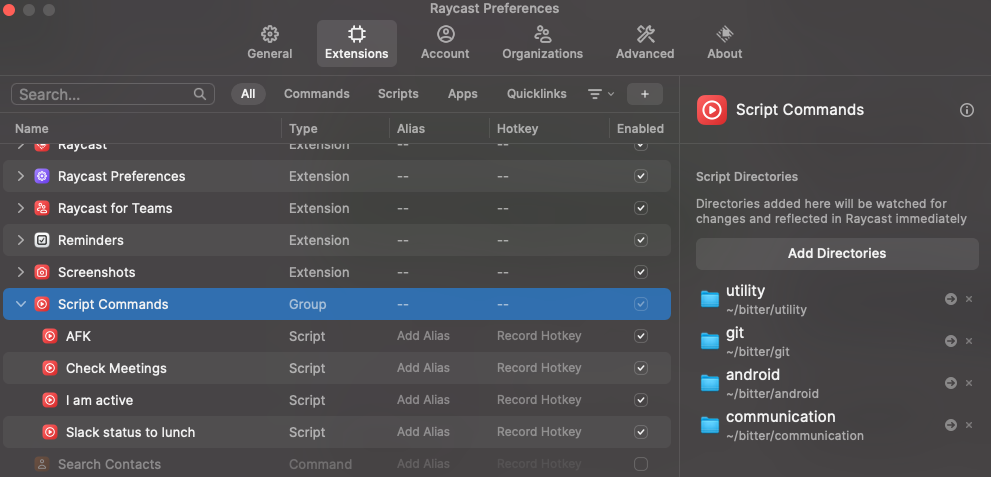 Raycast Preferences
General Extensions Account Organizations Advanced About
Search... All Commands Scripts Apps Quicklinks +
Name Type Alias Hotkey Enabled
Raycast Extension -- --
Raycast Preferences Extension -- --
Raycast for Teams Extension -- --
Reminders Extension -- --
Screenshots Extension -- --
Script Commands Group -- --
AFK Script Add Alias Record Hotkey
Check Meetings Script Add Alias Record Hotkey
I am active Script Add Alias Record Hotkey
Slack status to lunch Script Add Alias Record Hotkey
Search Contacts Command Add Alias Record Hotkey
Script Commands
Script Directories
Directories added here will be watched for
changes and reflected in Raycast immediately
Add Directories
utility
~/bitter/utility
git
~/bitter/git
android
~/bitter/android
communication
~/bitter/communication